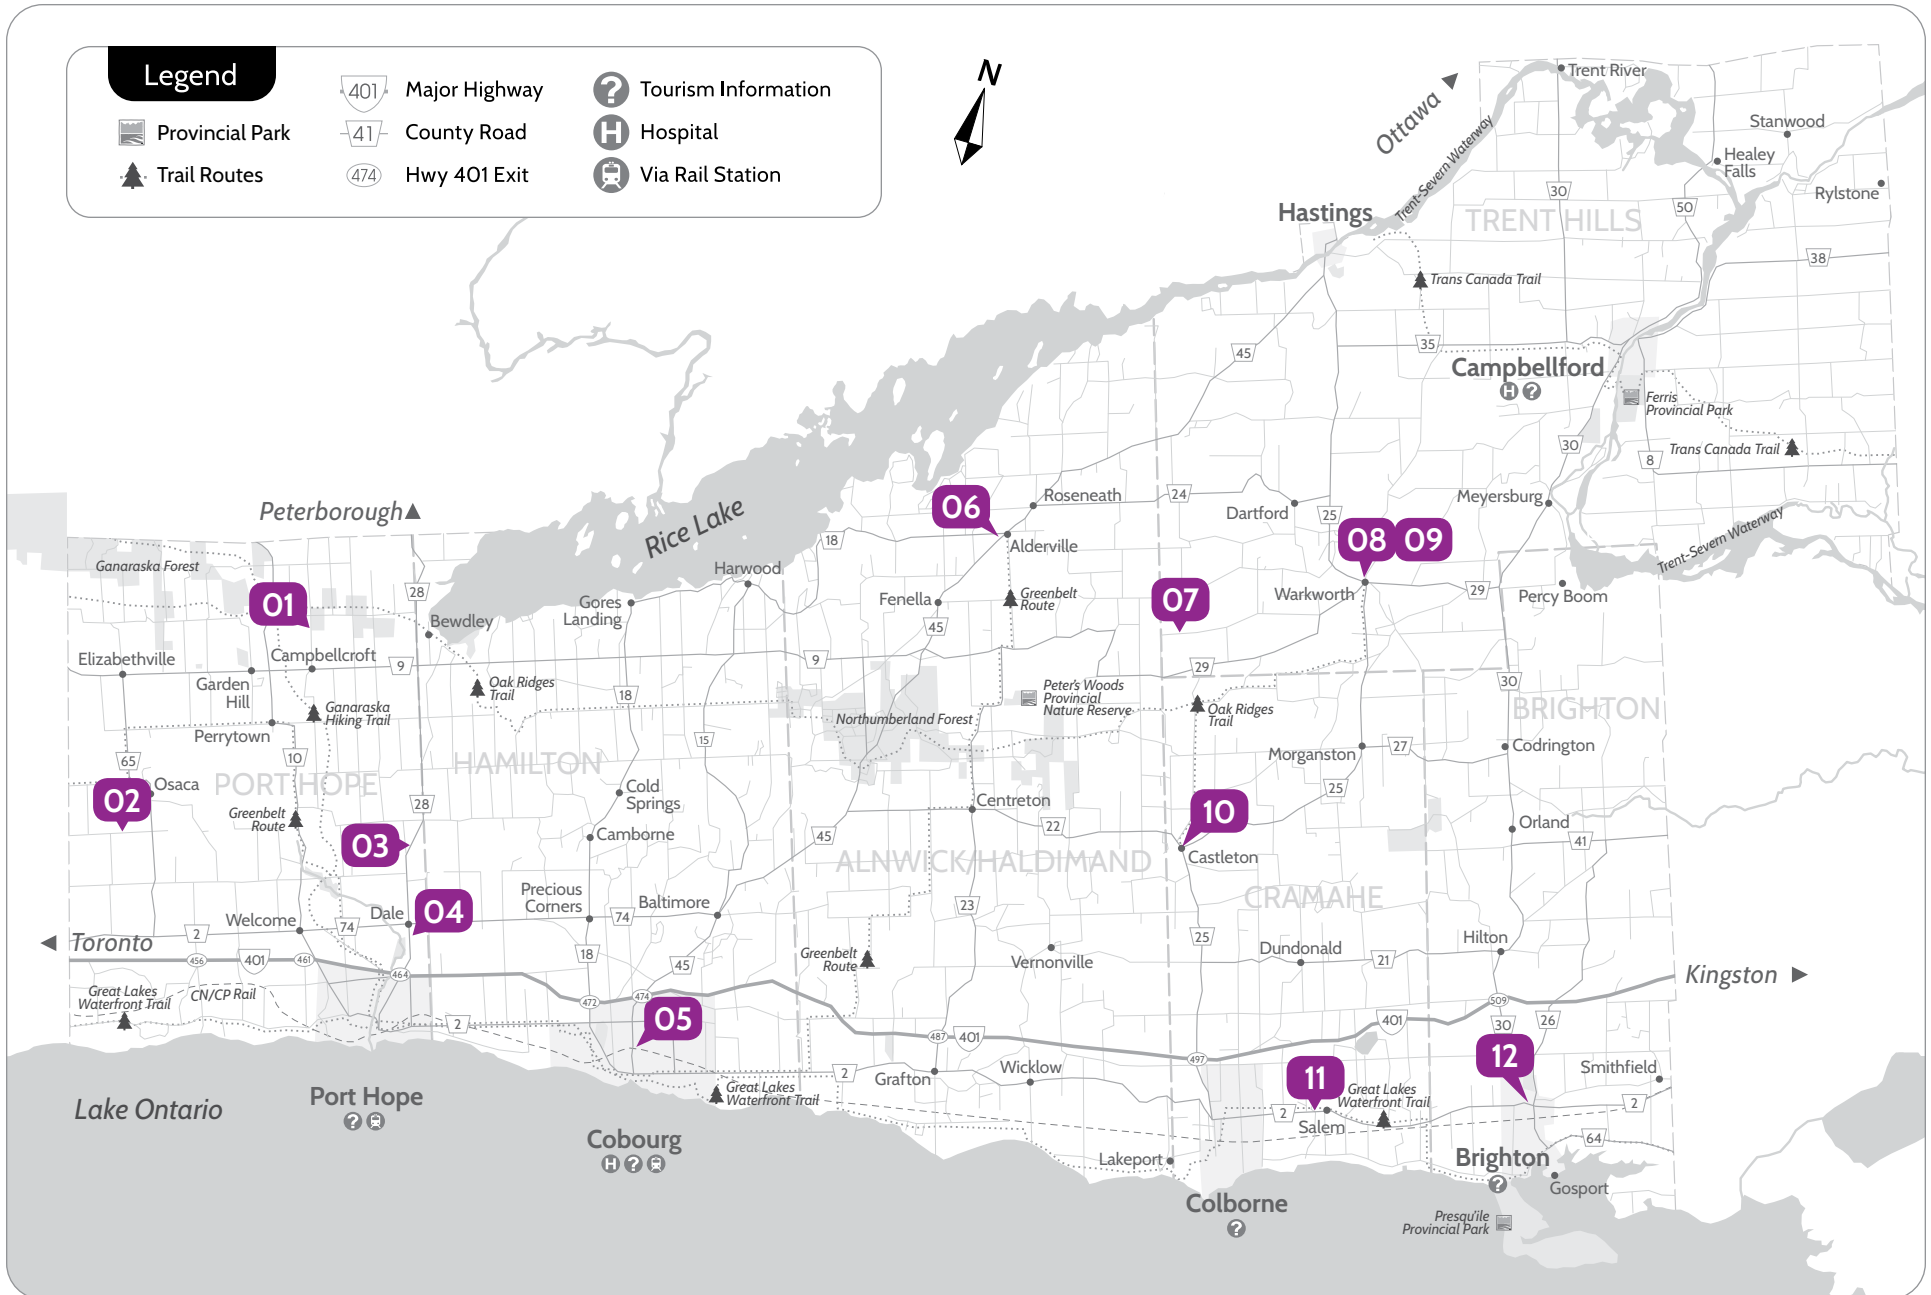 Legend
Provincial Park
Trail Routes
401
Major Highway
41
County Road
474
Hwy 401 Exit
?
Tourism Information
H
Hospital
Via Rail Station
N
Ottawa
Trent-Severn Waterway
Trent River
Stanwood
Healey
Falls
Rylstone
30
50
TRENT HILLS
38
Hastings
Trans Canada Trail
45
35
Campbellford
H ?
Ferris
Provincial Park
30
8
Trans Canada Trail
Peterborough
Rice Lake
06
Roseneath
24
Dartford
25
Meyersburg
18
Alderville
08 09
Trent-Severn Waterway
Ganaraska Forest
Harwood
28
01
Gores
Landing
Fenella
Greenbelt
Route
07
Warkworth
29
Percy Boom
Bewdley
45
Elizabethville
Campbellcroft
9
9
29
Garden
Hill
Oak Ridges
Trail
18
Peter's Woods
Provincial
Nature Reserve
30
Ganaraska
Hiking Trail
Northumberland Forest
Oak Ridges
Trail
BRIGHTON
Perrytown
15
65
10
HAMILTON
Morganston
27
Codrington
Osaca
PORT HOPE
02
Cold
Springs
25
28
Centreton
10
Greenbelt
Route
22
Orland
03
Camborne
45
41
ALNWICK/HALDIMAND
Castleton
Precious
Corners
CRAMAHE
Dale
04
Baltimore
23
Welcome
74
74
2
25
Hilton
Toronto
Dundonald
21
456
401
461
464
18
45
Greenbelt
Route
Vernonville
Kingston
Great Lakes
Waterfront Trail
CN/CP Rail
472
474
509
2
05
401
30
26
487
401
12
497
Smithfield
Grafton
Wicklow
2
11
Great Lakes
Waterfront Trail
Great Lakes
Waterfront Trail
Lake Ontario
Port Hope
?
2
Salem
2
Cobourg
H ?
64
Lakeport
Brighton
?
Gosport
Colborne
?
Presqu'ile
Provincial Park